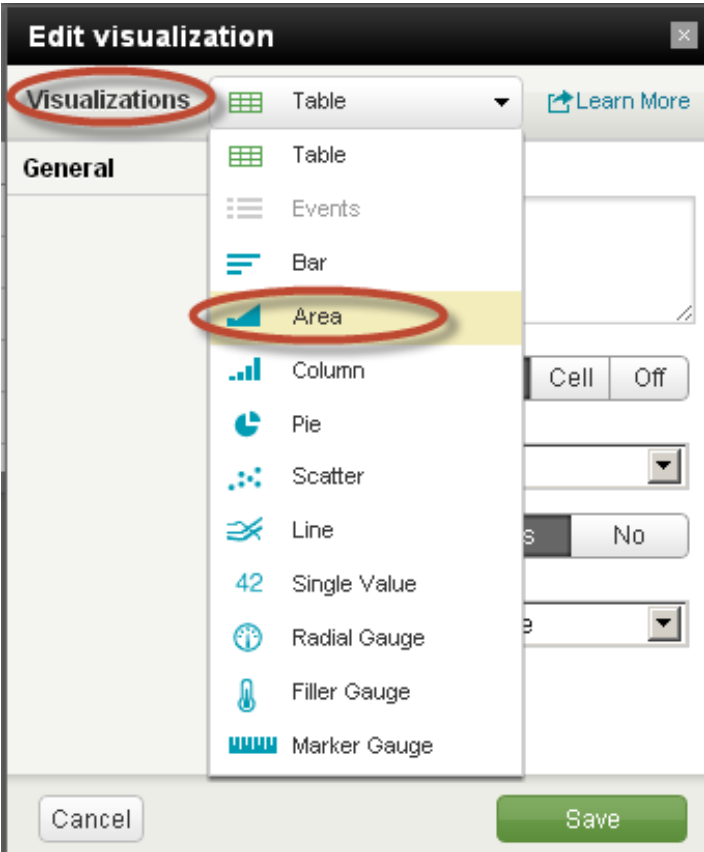 Edit visualization
Visualizations
Table
Learn More
General
Table
Events
Bar
Area
Column
Cell
Off
Pie
Scatter
Line
s
No
42
Single Value
Radial Gauge
e
Filler Gauge
Marker Gauge
Cancel
Save